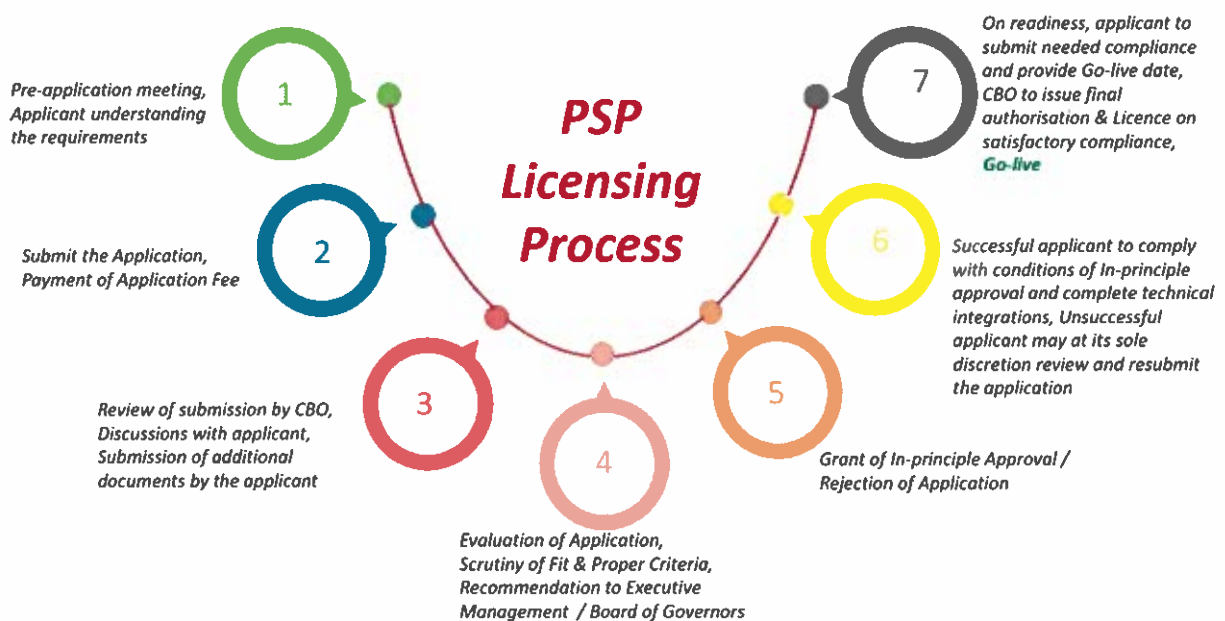 PSP
Licensing
Process
1
Pre-application meeting,
Applicant understanding
the requirements
2
Submit the Application,
Payment of Application Fee
3
Review of submission by CBO,
Discussions with applicant,
Submission of additional
documents by the applicant
4
Evaluation of Application,
Scrutiny of Fit & Proper Criteria,
Recommendation to Executive
Management / Board of Governors
5
Grant of In-principle Approval /
Rejection of Application
6
Successful applicant to comply
with conditions of In-principle
approval and complete technical
integrations, Unsuccessful
applicant may at its sole
discretion review and resubmit
the application
7
On readiness, applicant to
submit needed compliance
and provide Go-live date,
CBO to issue final
authorisation & Licence on
satisfactory compliance,
Go-live